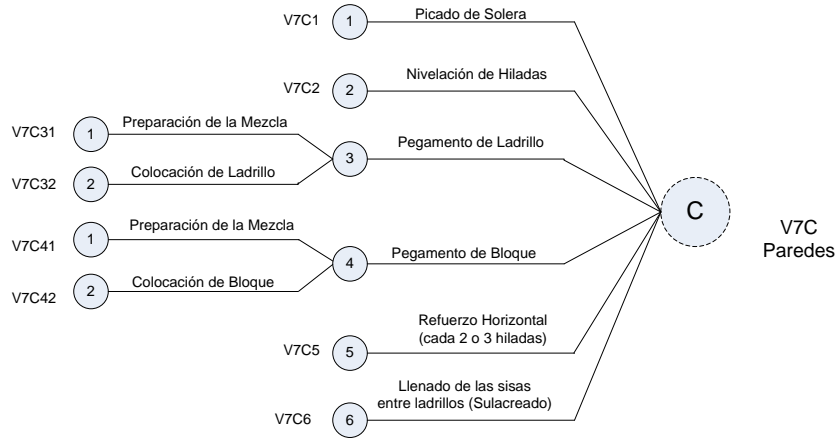 V7C1
1
Picado de Solera
V7C2
2
Nivelación de Hiladas
V7C31
1
Preparación de la Mezcla
V7C32
2
Colocación de Ladrillo
3
Pegamento de Ladrillo
V7C41
1
Preparación de la Mezcla
V7C42
2
Colocación de Bloque
4
Pegamento de Bloque
V7C5
5
Refuerzo Horizontal
(cada 2 o 3 hiladas)
V7C6
6
Llenado de las sisas
entre ladrillos (Sulacreado)
C
V7C
Paredes